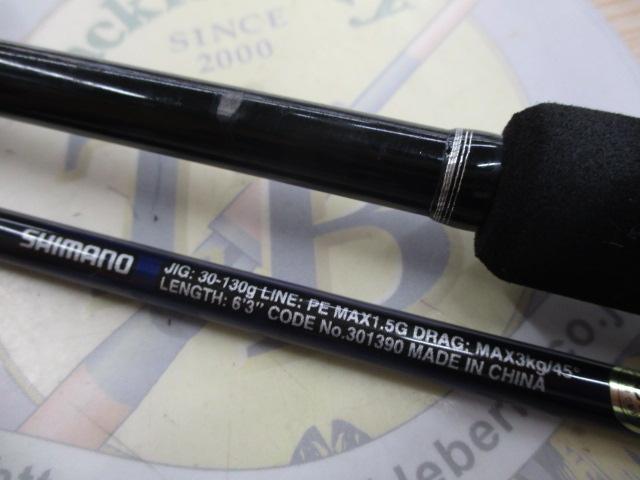 SINCE
2000
SHIMANO
JIG: 30-130g LINE: PE MAX1.5G DRAG: MAX3kg/45°
LENGTH: 6'3" CODE No.301390 MADE IN CHINA